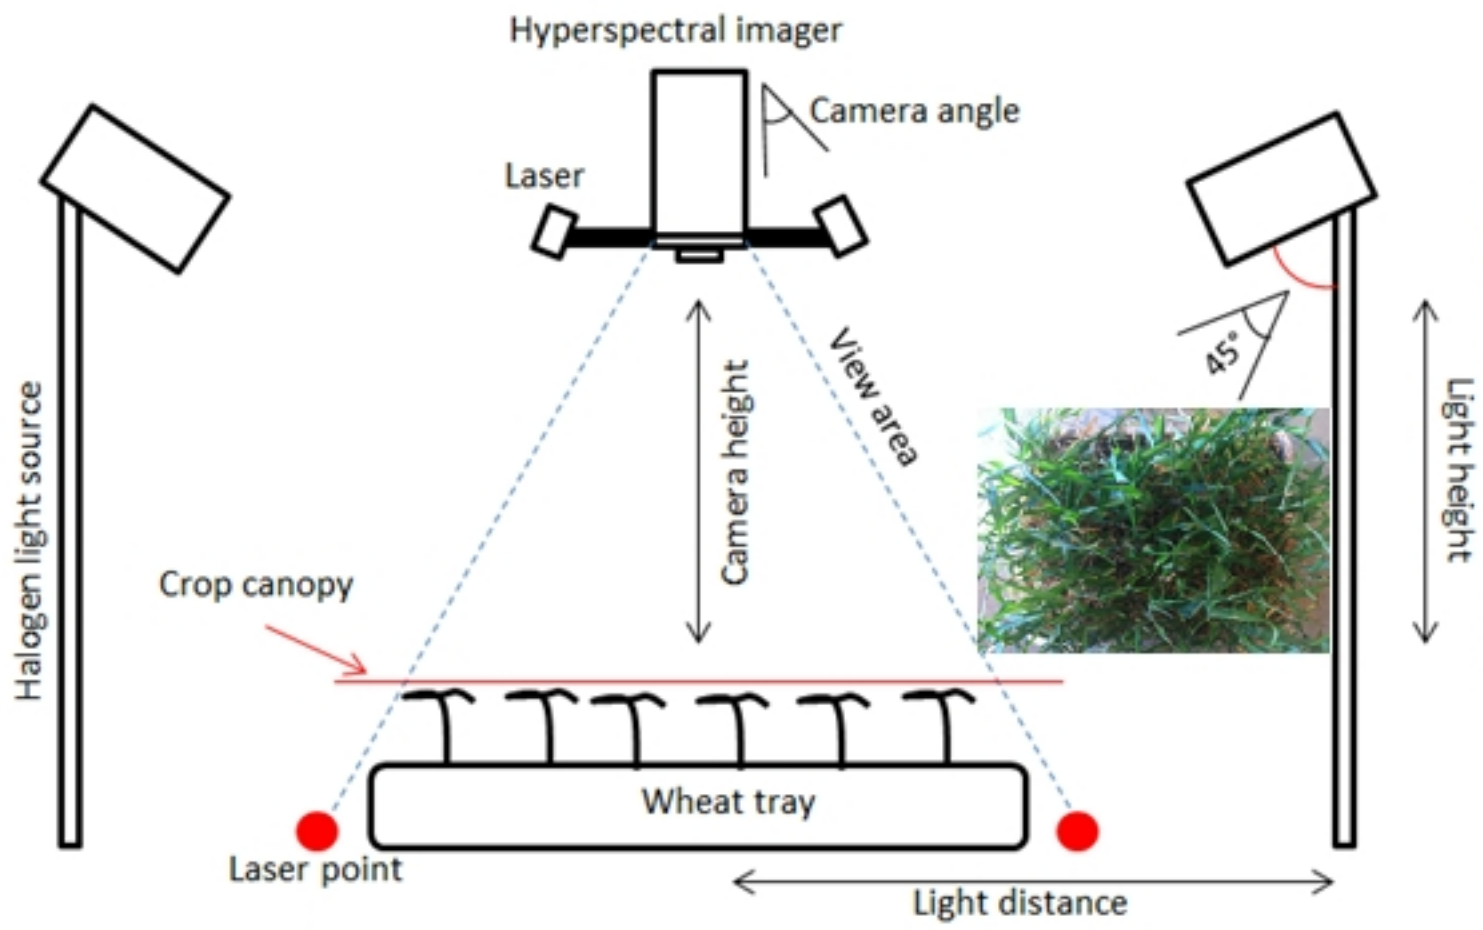 Hyperspectral imager
Camera angle
Laser
45°
View area
Camera height
Light height
Halogen light source
Crop canopy
Wheat tray
Laser point
Light distance